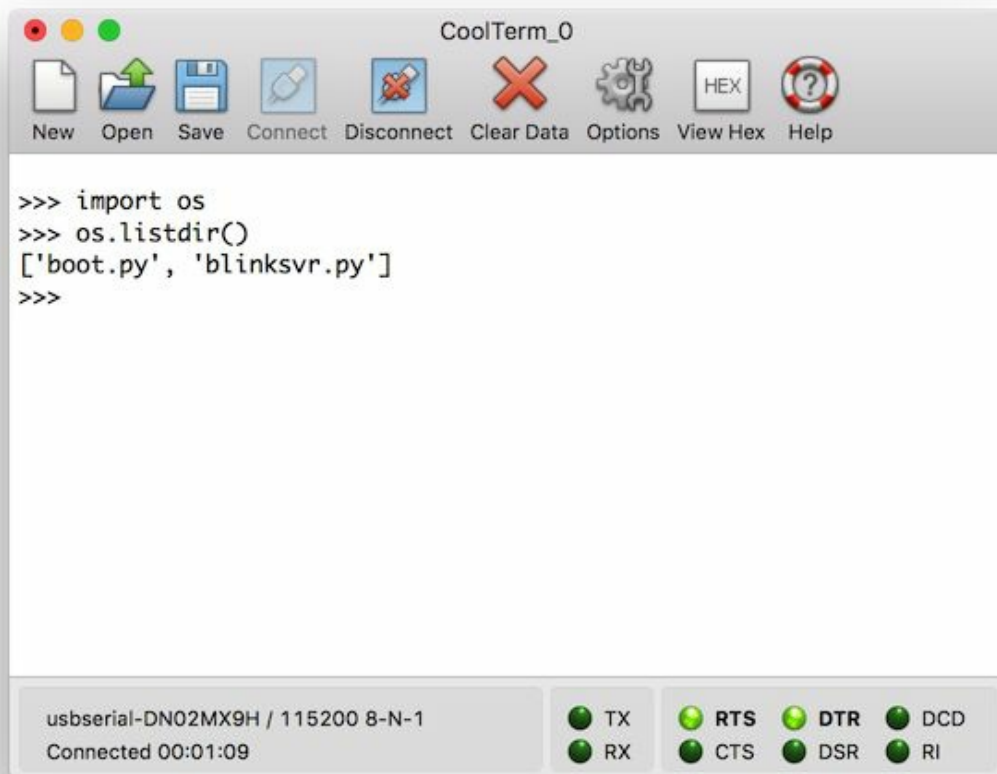 CoolTerm_0
HEX
?
New Open Save Connect Disconnect Clear Data Options View Hex Help
>>> import os
>>> os.listdir()
['boot.py', 'blinksvr.py']
>>>
usbserial-DN02MX9H / 115200 8-N-1
Connected 00:01:09
TX RTS DTR DCD
RX CTS DSR RI